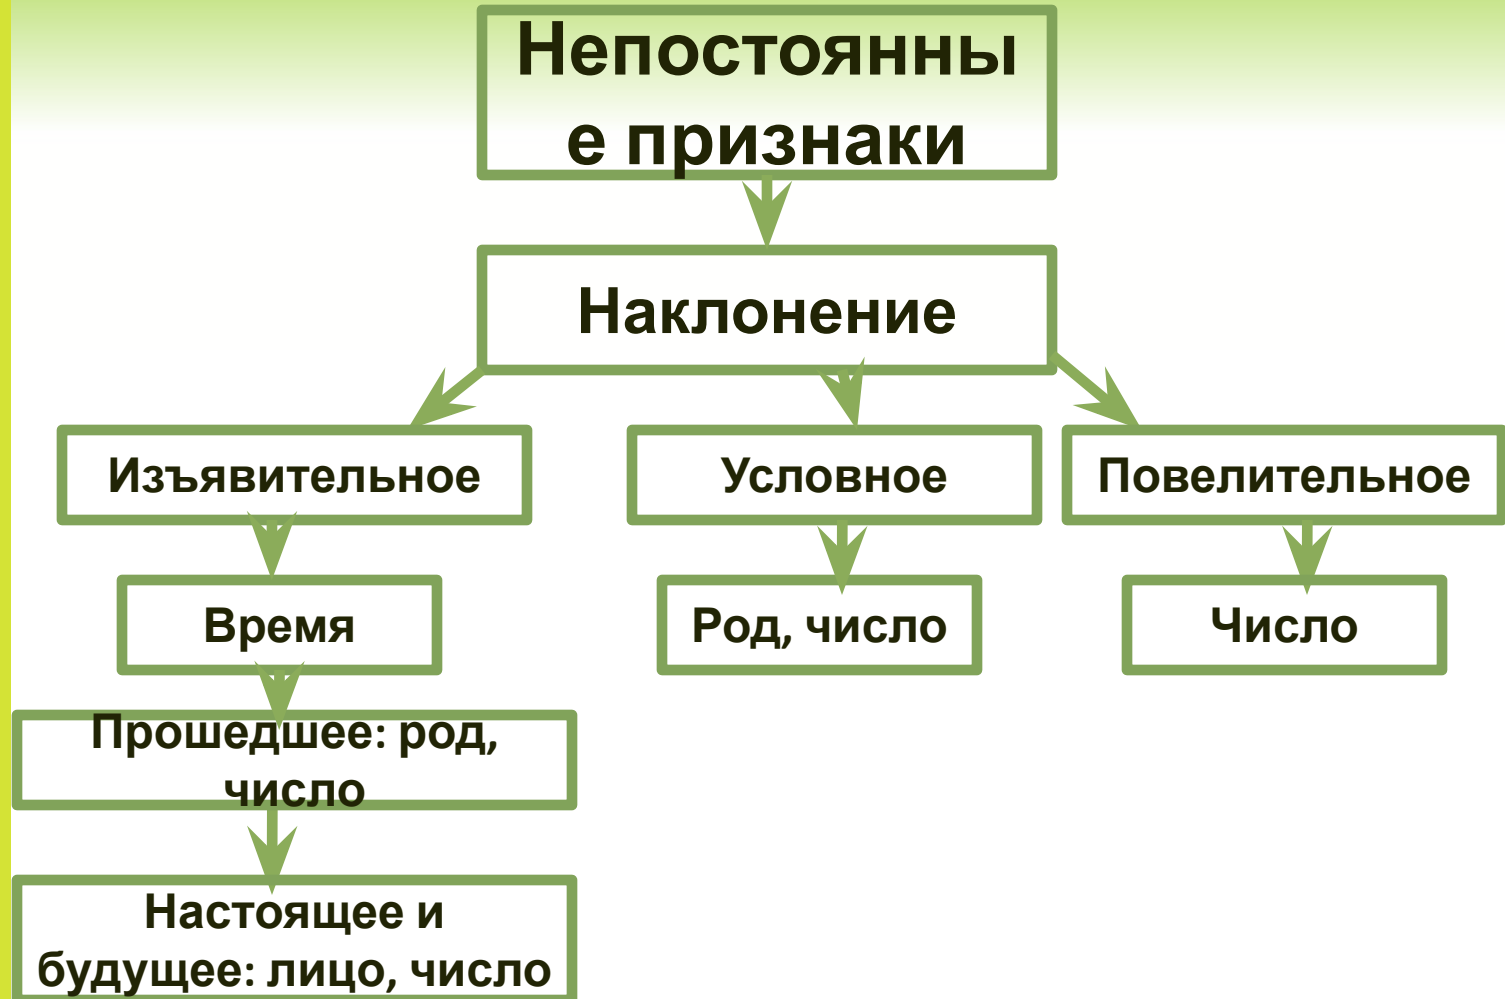 Непостоянны
е признаки
Наклонение
Изъявительное
Условное
Повелительное
Время
Род, число
Число
Прошедшее: род,
число
Настоящее и
будущее: лицо, число